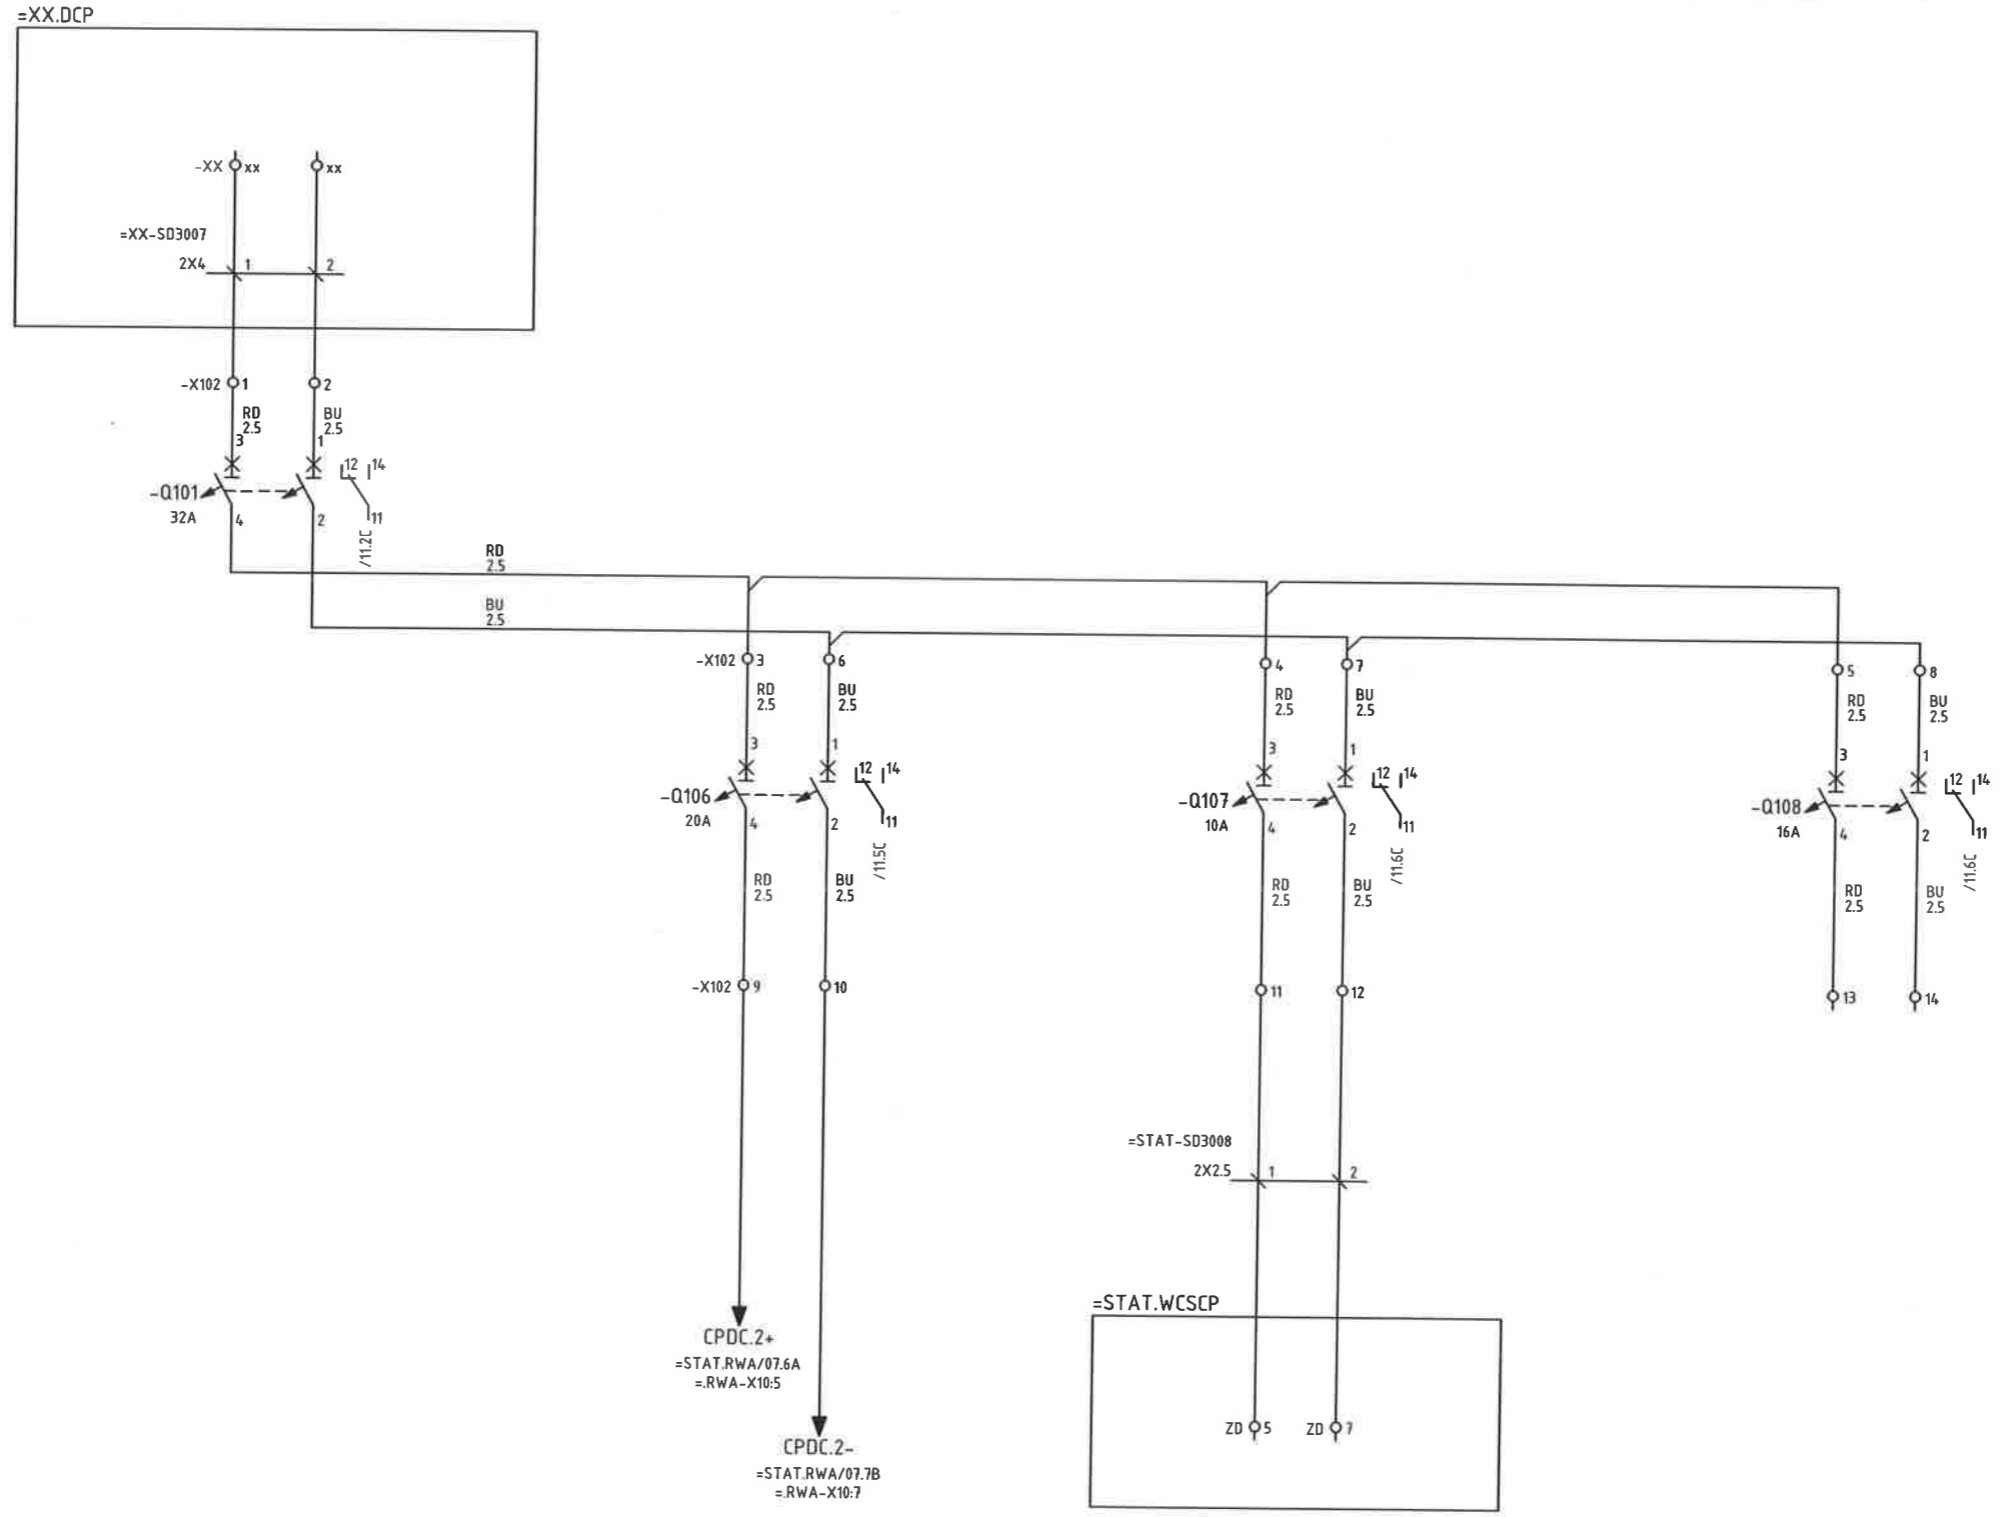 =XX.DCP
-XX xx xx
=XX-SD3007
2X4 1 2
-X102 1 2
RD BU
2.5 2.5
3 1
12 14
-Q101
32A 4 2 11
/11.2C
RD
2.5
BU
2.5
-X102 3 6 4 7 5 8
RD BU RD BU RD BU
2.5 2.5 2.5 2.5 2.5 2.5
3 1 3 1 3 1
12 14 12 14 12 14
-Q106 -Q107 -Q108
20A 4 2 11 10A 4 2 11 16A 4 2 11
/11.5C /11.6C /11.6C
RD BU RD BU RD BU
2.5 2.5 2.5 2.5 2.5 2.5
-X102 9 10 11 12 13 14
=STAT-SD3008
2X2.5 1 2
=STAT.WCSCP
CPDC.2+
=STAT.RWA/07.6A
=.RWA-X10:5
ZD 5 ZD 7
CPDC.2-
=STAT.RWA/07.7B
=.RWA-X10:7